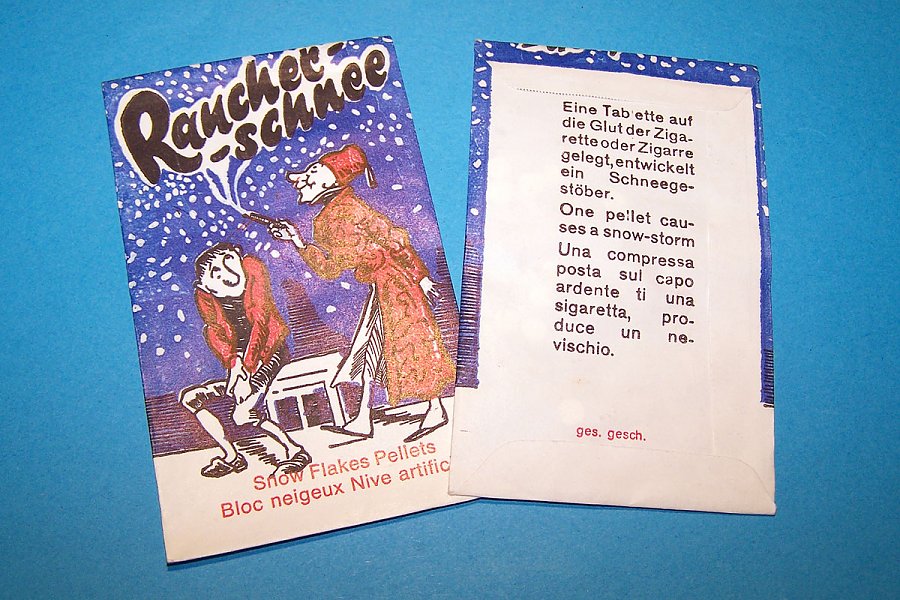 Raucher-
-schnee
Snow Flakes Pellets
Bloc neigeux Nive artific
Eine Tablette auf
die Glut der Ziga-
rette oder Zigarre
gelegt, entwickelt
ein Schneege-
stöber.
One pellet cau-
ses a snow-storm
Una compressa
posta sul capo
ardente ti una
sigaretta, pro-
duce un ne-
vischio.
ges. gesch.